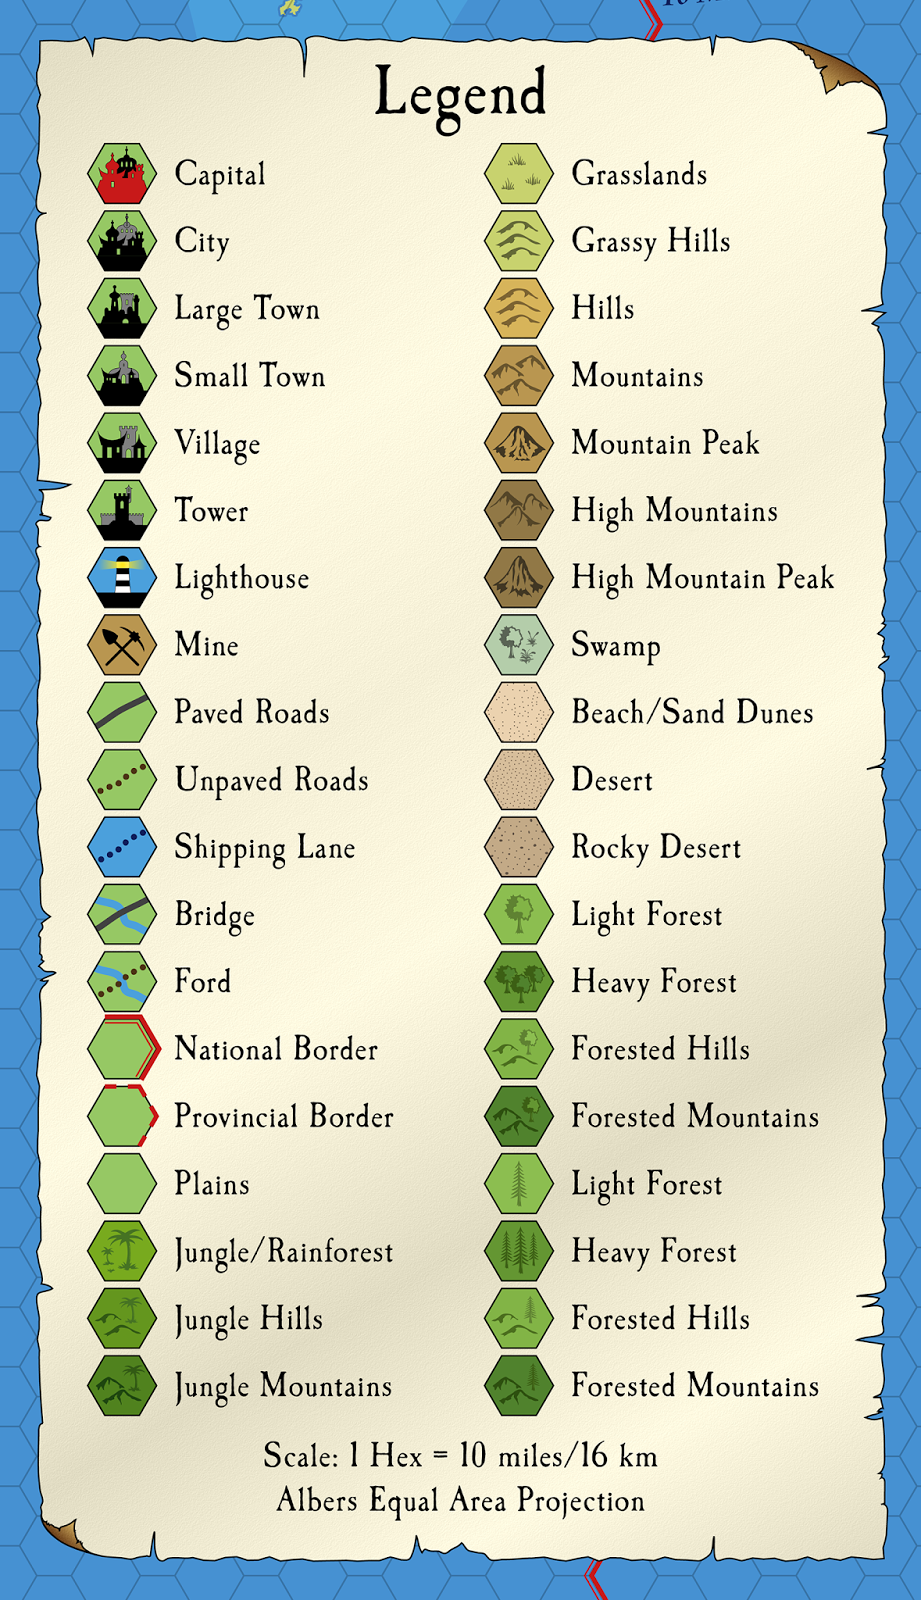 Legend
Capital
City
Large Town
Small Town
Village
Tower
Lighthouse
Mine
Paved Roads
Unpaved Roads
Shipping Lane
Bridge
Ford
National Border
Provincial Border
Plains
Jungle/Rainforest
Jungle Hills
Jungle Mountains
Grasslands
Grassy Hills
Hills
Mountains
Mountain Peak
High Mountains
High Mountain Peak
Swamp
Beach/Sand Dunes
Desert
Rocky Desert
Light Forest
Heavy Forest
Forested Hills
Forested Mountains
Light Forest
Heavy Forest
Forested Hills
Forested Mountains
Scale: 1 Hex = 10 miles/16 km
Albers Equal Area Projection